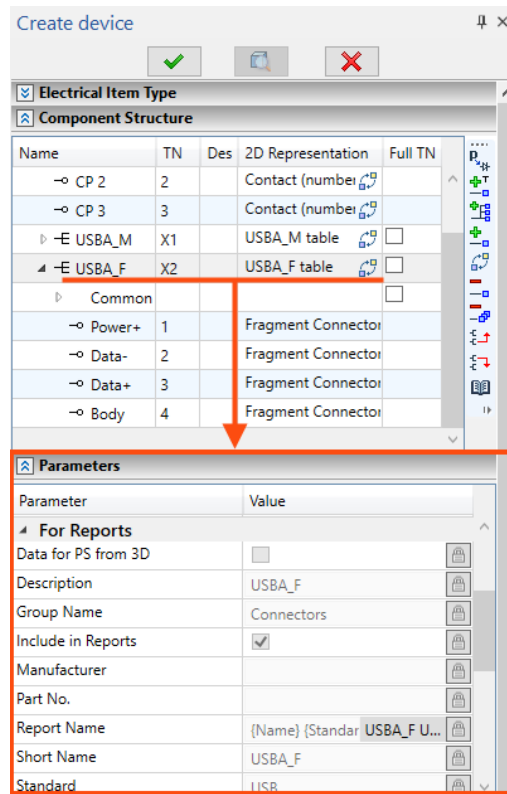 Create device
Electrical Item Type
Component Structure
Name TN Des 2D Representation Full TN
CP 2 2 Contact (number
CP 3 3 Contact (number
USBA_M X1 USBA_M table
USBA_F X2 USBA_F table
Common
Power+ 1 Fragment Connector
Data- 2 Fragment Connector
Data+ 3 Fragment Connector
Body 4 Fragment Connector
Parameters
Parameter Value
For Reports
Data for PS from 3D
Description USBA_F
Group Name Connectors
Include in Reports
Manufacturer
Part No.
Report Name {Name} {Standar USBA_F U...
Short Name USBA_F
Standard USB